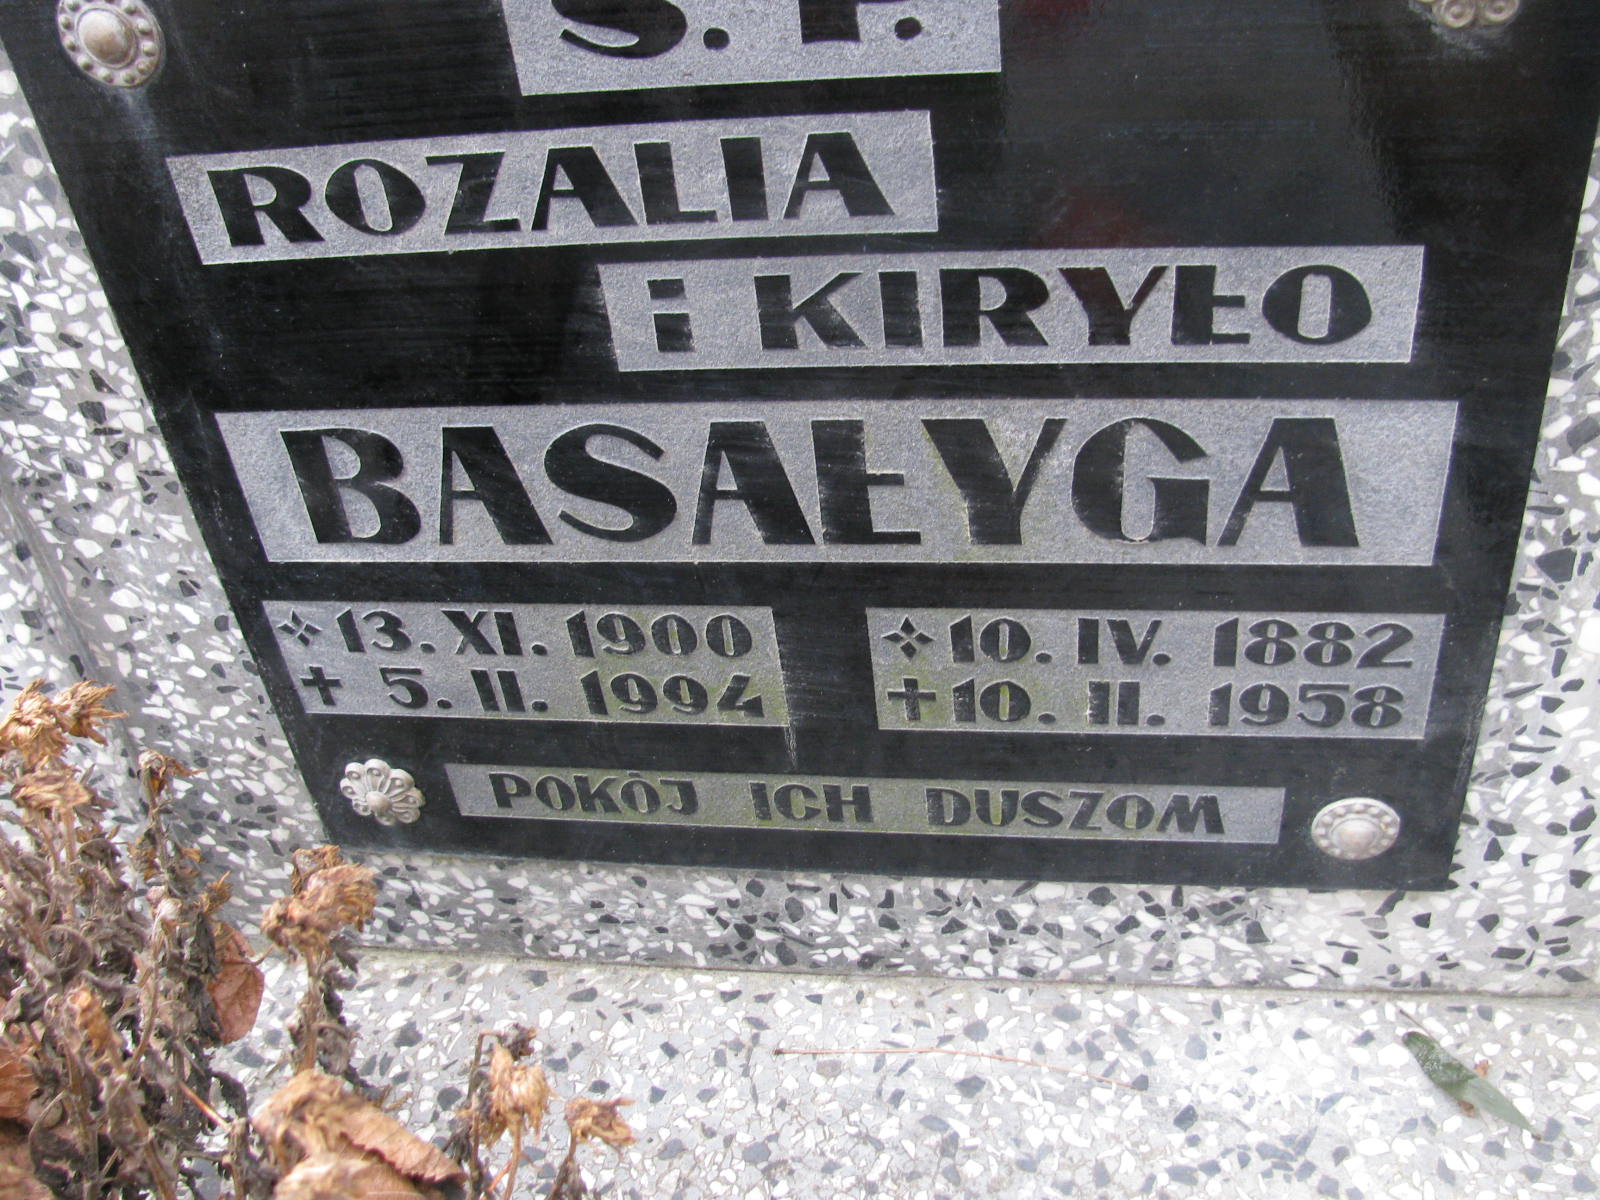 Ś. P.
ROZALIA
i KIRYŁO
BASAŁYGA
13. XI. 1900
† 5. II. 1994
10. IV. 1882
† 10. II. 1958
POKÓJ ICH DUSZOM